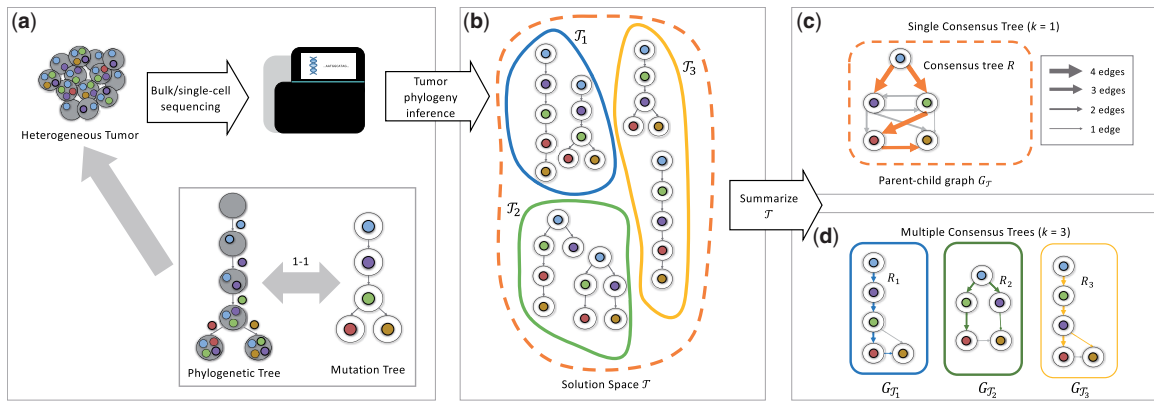 (a)
Heterogeneous Tumor
Bulk/single-cell
sequencing
Tumor
phylogeny
inference
Phylogenetic Tree
1-1
Mutation Tree
(b)
𝒯1
𝒯2
𝒯3
Solution Space 𝒯
Summarize
𝒯
(c)
Single Consensus Tree (k = 1)
Consensus tree R
4 edges
3 edges
2 edges
1 edge
Parent-child graph G𝒯
(d)
Multiple Consensus Trees (k = 3)
R1
R2
R3
G𝒯1
G𝒯2
G𝒯3